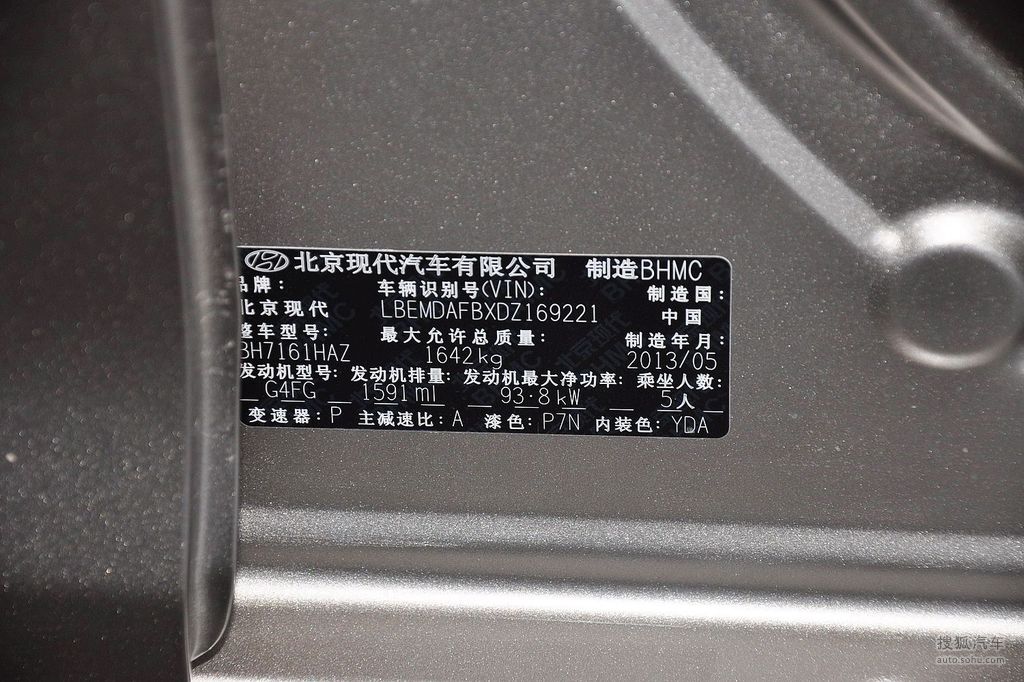 北京现代汽车有限公司 制造BHMC
品牌: 车辆识别号(VIN): 制造国:
北京现代 LBEMDAFBXDZ169221 中国
整车型号: 最大允许总质量: 制造年月:
BH7161HAZ 1642kg 2013/05
发动机型号: 发动机排量: 发动机最大净功率: 乘坐人数:
G4FG 1591ml 93·8kW 5人
变速器: P 主减速比: A 漆色: P7N 内装色: YDA
搜狐汽车
auto.sohu.com